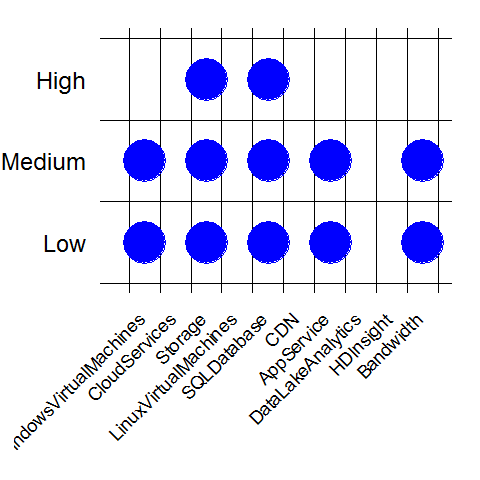 High
Medium
Low
ndowsVirtualMachines
CloudServices
Storage
LinuxVirtualMachines
SQLDatabase
CDN
AppService
DataLakeAnalytics
HDInsight
Bandwidth